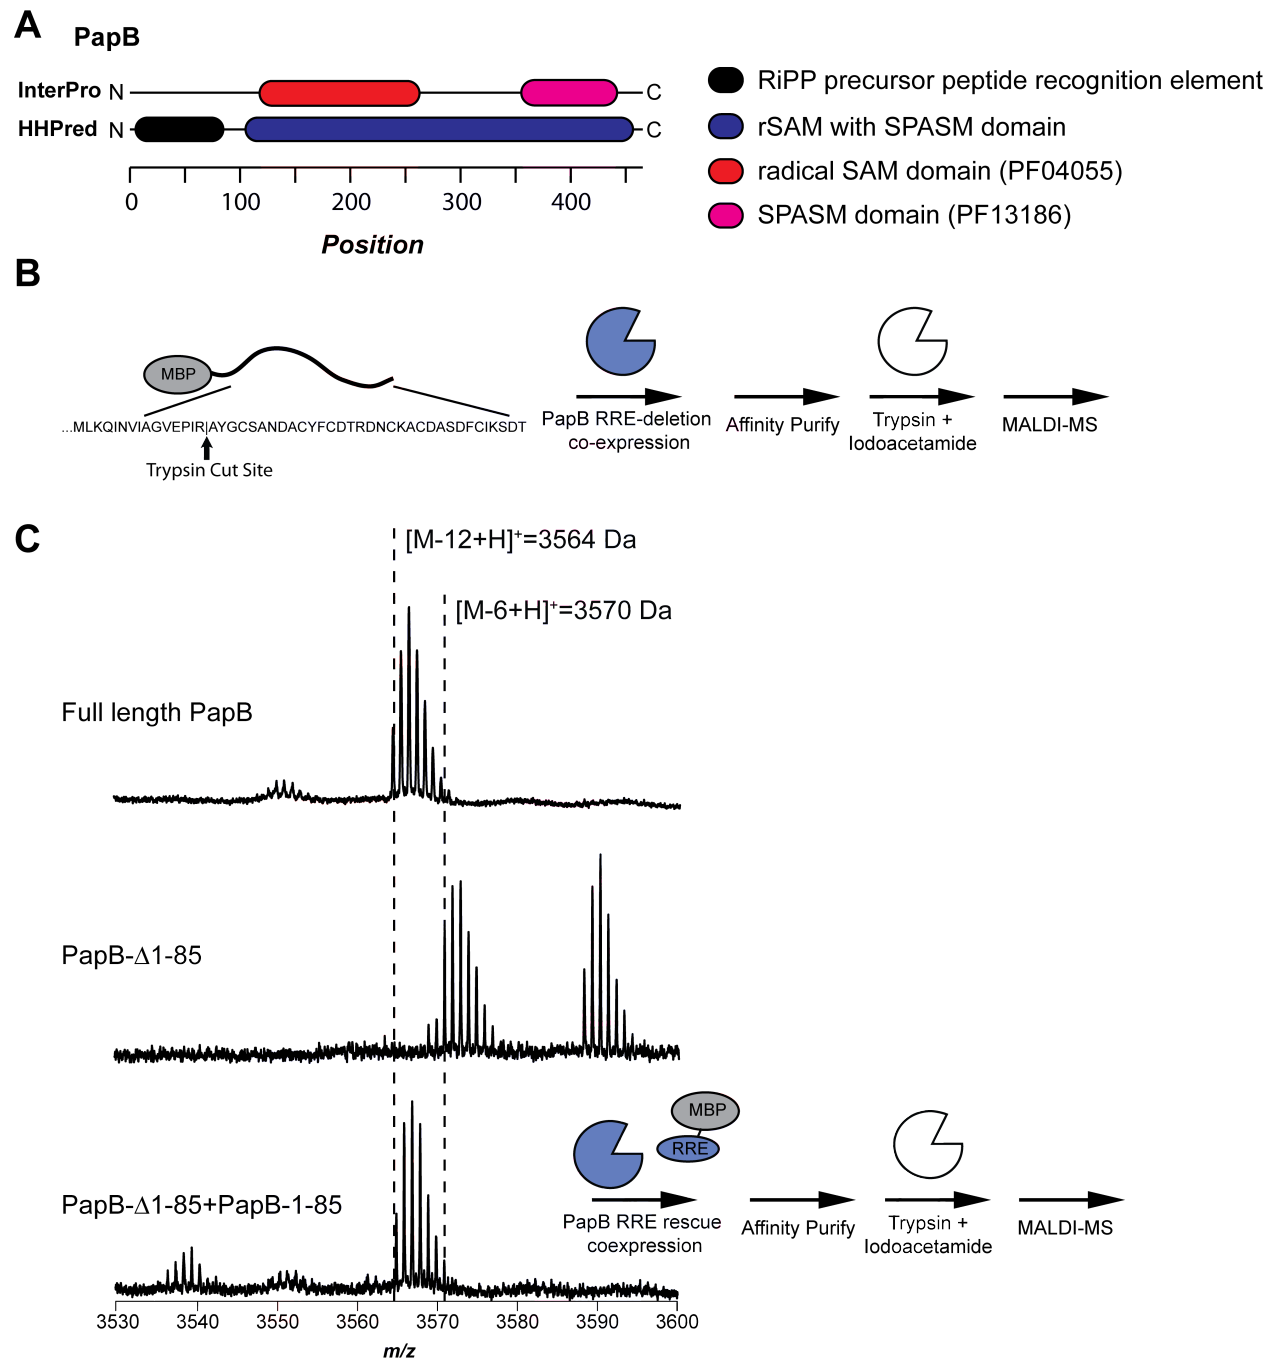 A
PapB
InterPro N C
HHPred N C
0 100 200 300 400
Position
RiPP precursor peptide recognition element
rSAM with SPASM domain
radical SAM domain (PF04055)
SPASM domain (PF13186)
B
MBP
...MLKQINVIAGVEPIR|AYGCSANDACYFCDTRDNCKACDASDFCIKSDT
Trypsin Cut Site
PapB RRE-deletion
co-expression
Affinity Purify
Trypsin +
Iodoacetamide
MALDI-MS
C
[M-12+H]⁺=3564 Da
[M-6+H]⁺=3570 Da
Full length PapB
PapB-Δ1-85
PapB-Δ1-85+PapB-1-85
MBP
RRE
PapB RRE rescue
coexpression
Affinity Purify
Trypsin +
Iodoacetamide
MALDI-MS
3530 3540 3550 3560 3570 3580 3590 3600
m/z